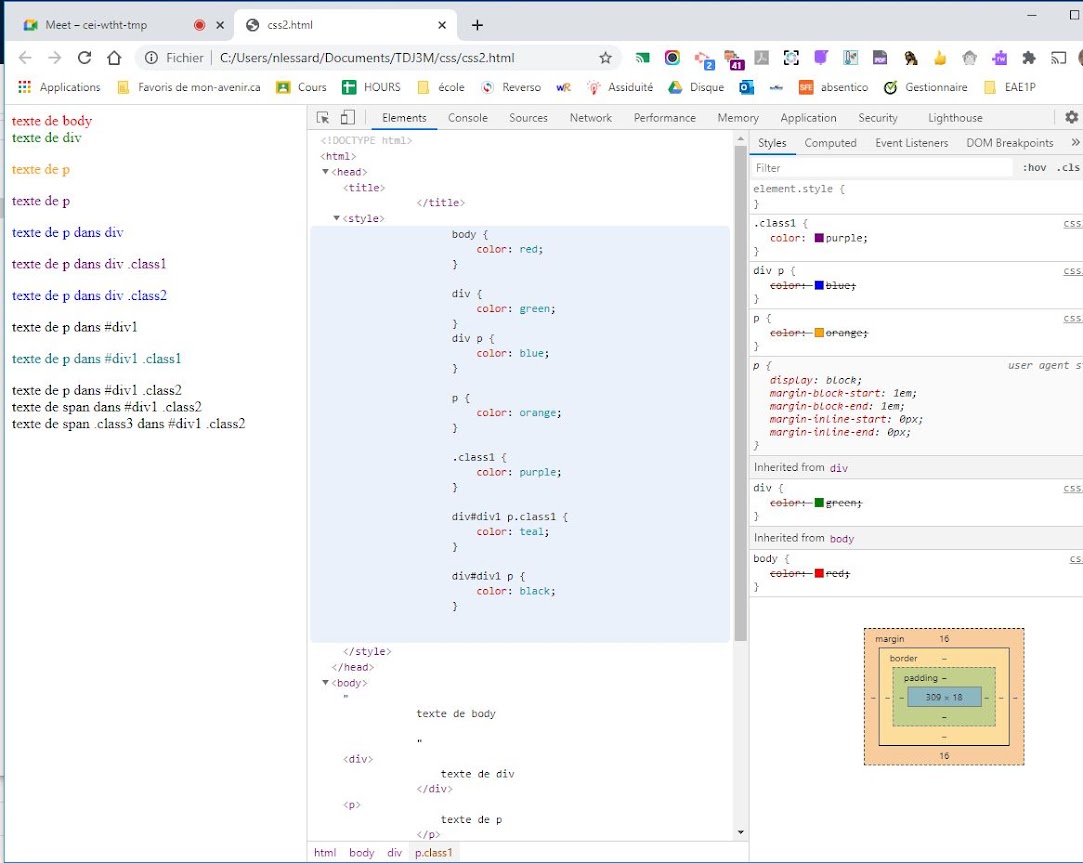 Meet – cei-wtht-tmp
css2.html
Fichier
C:/Users/nlessard/Documents/TDJ3M/css/css2.html
2
41
Applications
Favoris de mon-avenir.ca
Cours
HOURS
école
Reverso
wR
Assiduité
Disque
SFE absentico
Gestionnaire
EAE1P
texte de body
texte de div
texte de p
texte de p
texte de p dans div
texte de p dans div .class1
texte de p dans div .class2
texte de p dans #div1
texte de p dans #div1 .class1
texte de p dans #div1 .class2
texte de span dans #div1 .class2
texte de span .class3 dans #div1 .class2
Elements Console Sources Network Performance Memory Application Security Lighthouse
<!DOCTYPE html>
<html>
<head>
<title>
</title>
<style>
body {
color: red;
}
div {
color: green;
}
div p {
color: blue;
}
p {
color: orange;
}
.class1 {
color: purple;
}
div#div1 p.class1 {
color: teal;
}
div#div1 p {
color: black;
}
</style>
</head>
<body>
"
texte de body
"
<div>
texte de div
</div>
<p>
texte de p
</p>
html body div p.class1
Styles Computed Event Listeners DOM Breakpoints »
Filter :hov .cls
element.style {
}
.class1 { css
color: purple;
}
div p { css
color: blue;
}
p { css
color: orange;
}
p { user agent s
display: block;
margin-block-start: 1em;
margin-block-end: 1em;
margin-inline-start: 0px;
margin-inline-end: 0px;
}
Inherited from div
div { css
color: green;
}
Inherited from body
body { cs
color: red;
}
margin 16
border –
padding –
– – – 309 × 18 – – –
–
–
16